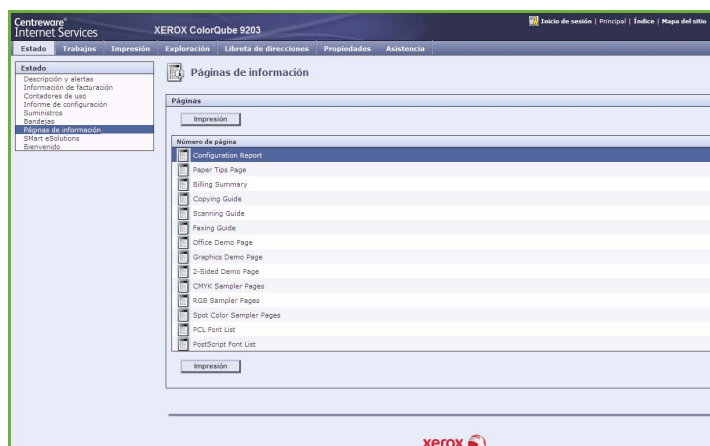 Centreware®
Internet Services
XEROX ColorQube 9203
Inicio de sesión | Principal | Índice | Mapa del sitio
Estado Trabajos Impresión Exploración Libreta de direcciones Propiedades Asistencia
Estado
Descripción y alertas
Información de facturación
Contadores de uso
Informe de configuración
Suministros
Bandejas
Páginas de información
SMart eSolutions
Bienvenido
Páginas de información
Páginas
Impresión
Número de página
Configuration Report
Paper Tips Page
Billing Summary
Copying Guide
Scanning Guide
Faxing Guide
Office Demo Page
Graphics Demo Page
2-Sided Demo Page
CMYK Sampler Pages
RGB Sampler Pages
Spot Color Sampler Pages
PCL Font List
PostScript Font List
Impresión
xerox